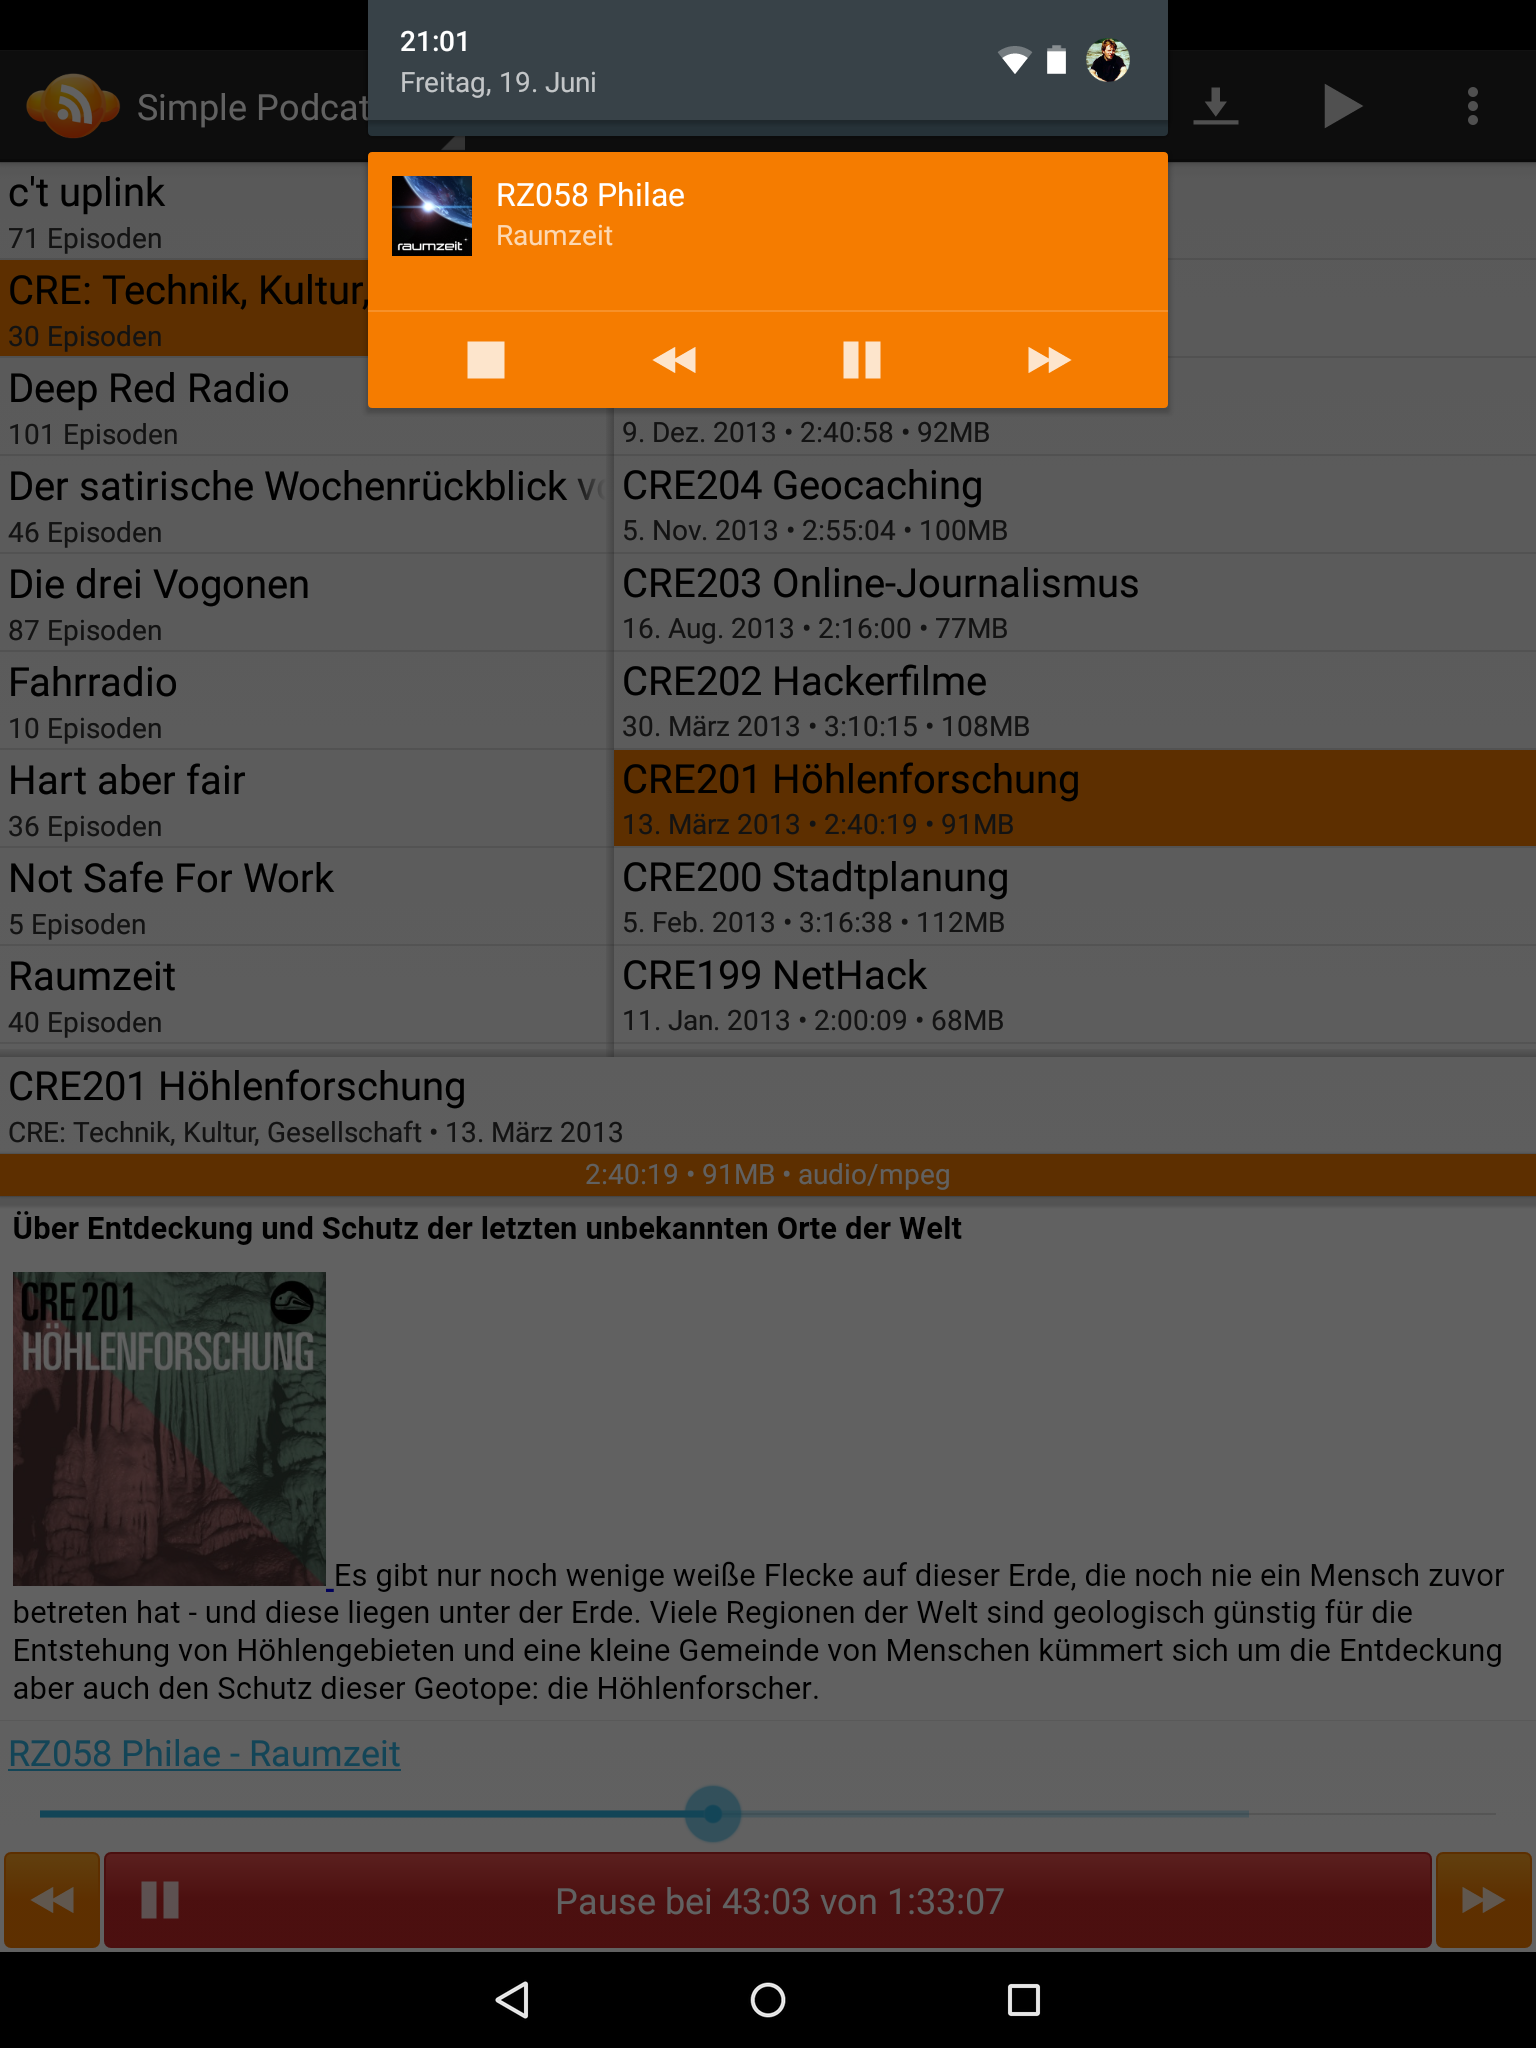 21:01
Freitag, 19. Juni
Simple Podcat
RZ058 Philae
Raumzeit
raumzeit
c't uplink
71 Episoden
CRE: Technik, Kultur,
30 Episoden
Deep Red Radio
101 Episoden
Der satirische Wochenrückblick
46 Episoden
Die drei Vogonen
87 Episoden
Fahrradio
10 Episoden
Hart aber fair
36 Episoden
Not Safe For Work
5 Episoden
Raumzeit
40 Episoden
9. Dez. 2013 • 2:40:58 • 92MB
CRE204 Geocaching
5. Nov. 2013 • 2:55:04 • 100MB
CRE203 Online-Journalismus
16. Aug. 2013 • 2:16:00 • 77MB
CRE202 Hackerfilme
30. März 2013 • 3:10:15 • 108MB
CRE201 Höhlenforschung
13. März 2013 • 2:40:19 • 91MB
CRE200 Stadtplanung
5. Feb. 2013 • 3:16:38 • 112MB
CRE199 NetHack
11. Jan. 2013 • 2:00:09 • 68MB
CRE201 Höhlenforschung
CRE: Technik, Kultur, Gesellschaft • 13. März 2013
2:40:19 • 91MB • audio/mpeg
Über Entdeckung und Schutz der letzten unbekannten Orte der Welt
CRE 201
HÖHLENFORSCHUNG
Es gibt nur noch wenige weiße Flecke auf dieser Erde, die noch nie ein Mensch zuvor
betreten hat - und diese liegen unter der Erde. Viele Regionen der Welt sind geologisch günstig für die
Entstehung von Höhlengebieten und eine kleine Gemeinde von Menschen kümmert sich um die Entdeckung
aber auch den Schutz dieser Geotope: die Höhlenforscher.
RZ058 Philae - Raumzeit
Pause bei 43:03 von 1:33:07